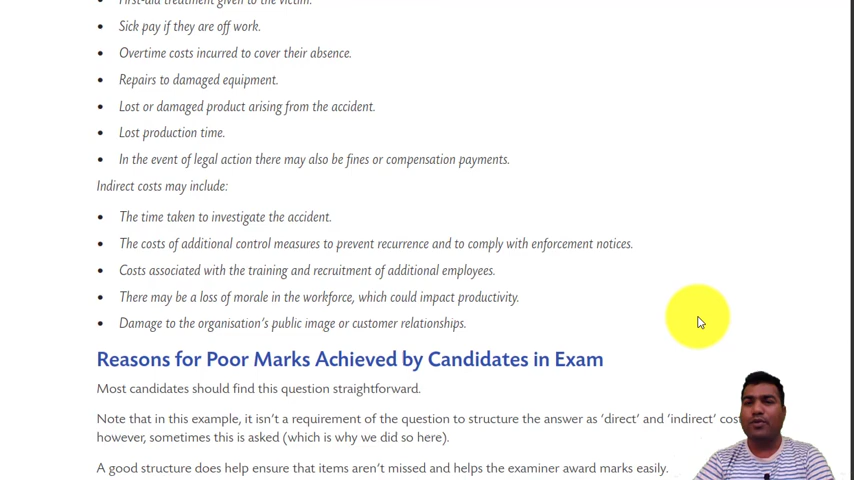 First-aid treatment given to the victim.
• Sick pay if they are off work.
• Overtime costs incurred to cover their absence.
• Repairs to damaged equipment.
• Lost or damaged product arising from the accident.
• Lost production time.
• In the event of legal action there may also be fines or compensation payments.
Indirect costs may include:
• The time taken to investigate the accident.
• The costs of additional control measures to prevent recurrence and to comply with enforcement notices.
• Costs associated with the training and recruitment of additional employees.
• There may be a loss of morale in the workforce, which could impact productivity.
• Damage to the organisation's public image or customer relationships.
Reasons for Poor Marks Achieved by Candidates in Exam
Most candidates should find this question straightforward.
Note that in this example, it isn't a requirement of the question to structure the answer as 'direct' and 'indirect'
however, sometimes this is asked (which is why we did so here).
A good structure does help ensure that items aren't missed and helps the examiner award marks easily.